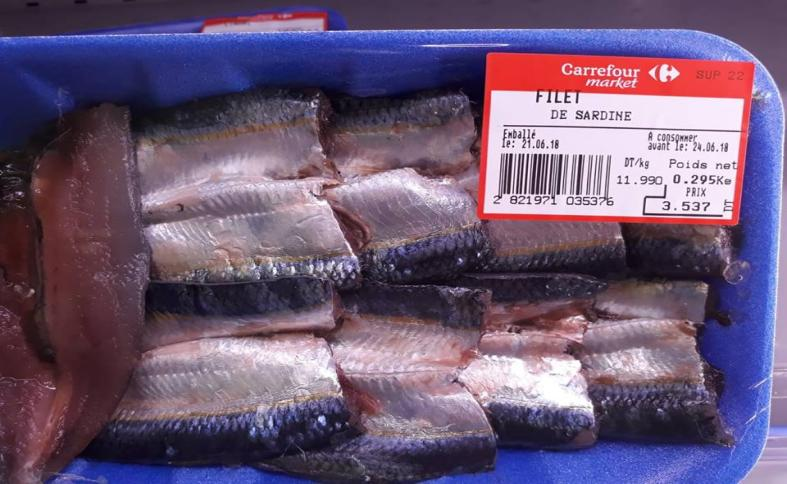 Carrefour
market
SUP 22
FILET
DE SARDINE
Emballé
le: 21.06.18
À consommer
avant le: 24.06.18
DT/kg Poids net
11.990 0.295Kg
PRIX
3.537 DT
2 821971 035376